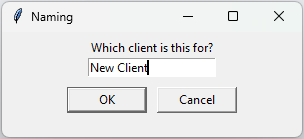 Naming
Which client is this for?
New Client
OK
Cancel